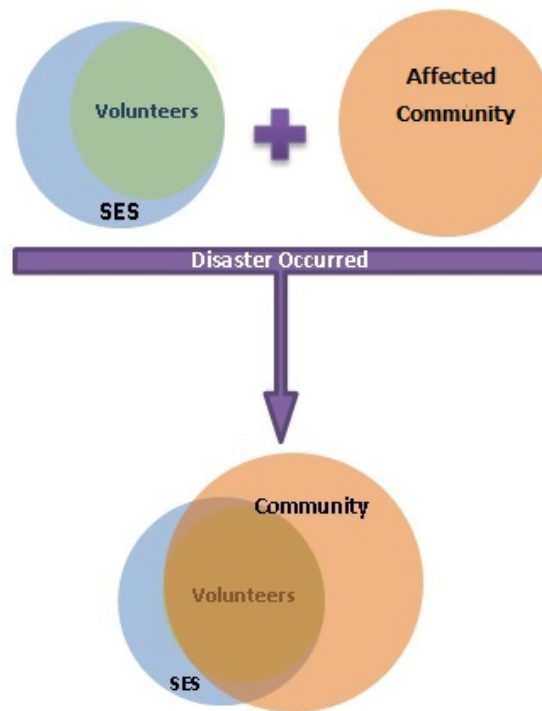 Volunteers
SES
Affected
Community
Disaster Occurred
Community
Volunteers
SES